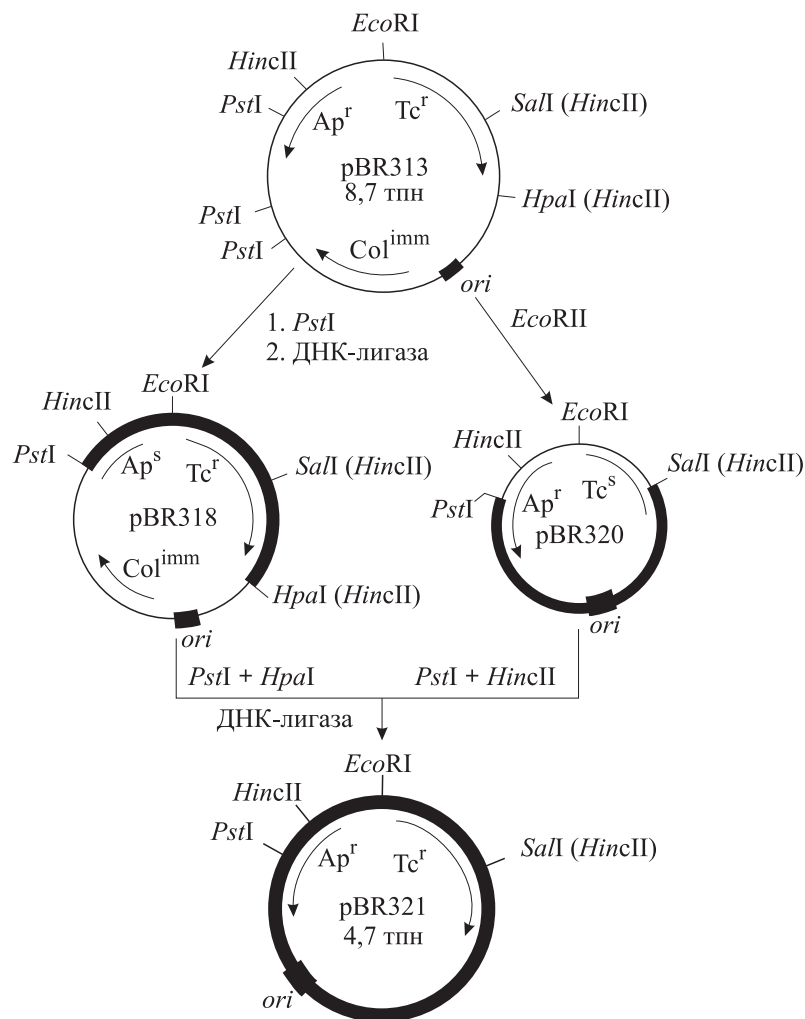 EcoRI
HincII
PstI
SalI (HincII)
Apʳ
Tcʳ
pBR313
8,7 тпн
HpaI (HincII)
PstI
PstI
Colⁱᵐᵐ
ori
1. PstI
2. ДНК-лигаза
EcoRII
EcoRI
HincII
PstI
SalI (HincII)
Apˢ
Tcʳ
pBR318
Colⁱᵐᵐ
HpaI (HincII)
ori
EcoRI
HincII
SalI (HincII)
PstI
Apʳ
Tcˢ
pBR320
ori
PstI + HpaI
PstI + HincII
ДНК-лигаза
EcoRI
HincII
PstI
SalI (HincII)
Apʳ
Tcʳ
pBR321
4,7 тпн
ori